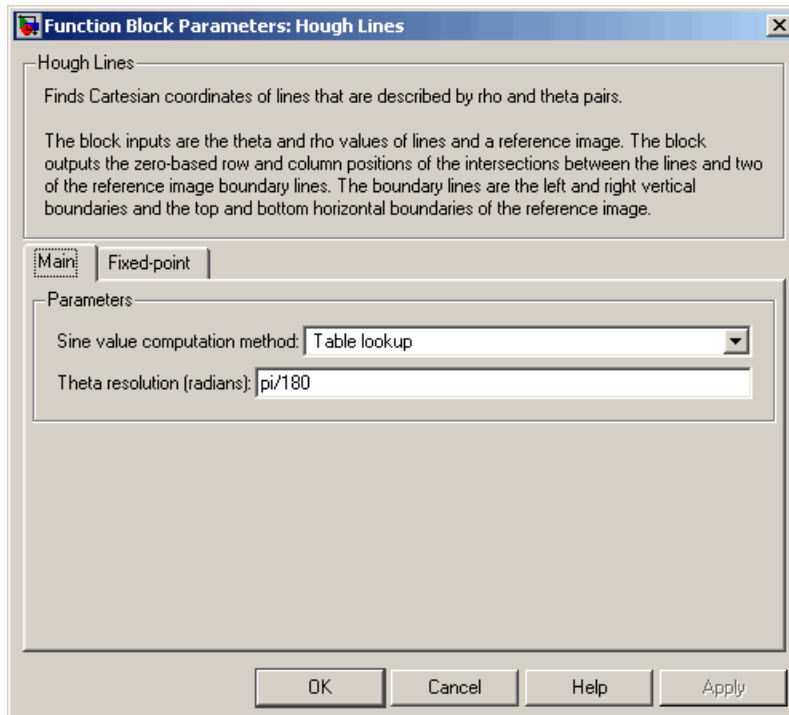 Function Block Parameters: Hough Lines
Hough Lines
Finds Cartesian coordinates of lines that are described by rho and theta pairs.
The block inputs are the theta and rho values of lines and a reference image. The block
outputs the zero-based row and column positions of the intersections between the lines and two
of the reference image boundary lines. The boundary lines are the left and right vertical
boundaries and the top and bottom horizontal boundaries of the reference image.
Main Fixed-point
Parameters
Sine value computation method: Table lookup
Theta resolution (radians): pi/180
OK Cancel Help Apply